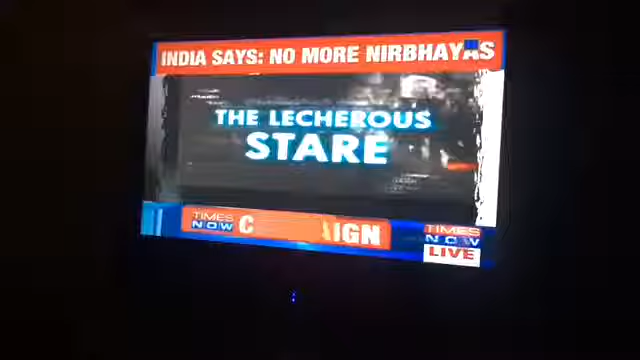 INDIA SAYS: NO MORE NIRBHAYAS
THE LECHEROUS
STARE
TIMES
NOW
TIMES
NOW
LIVE